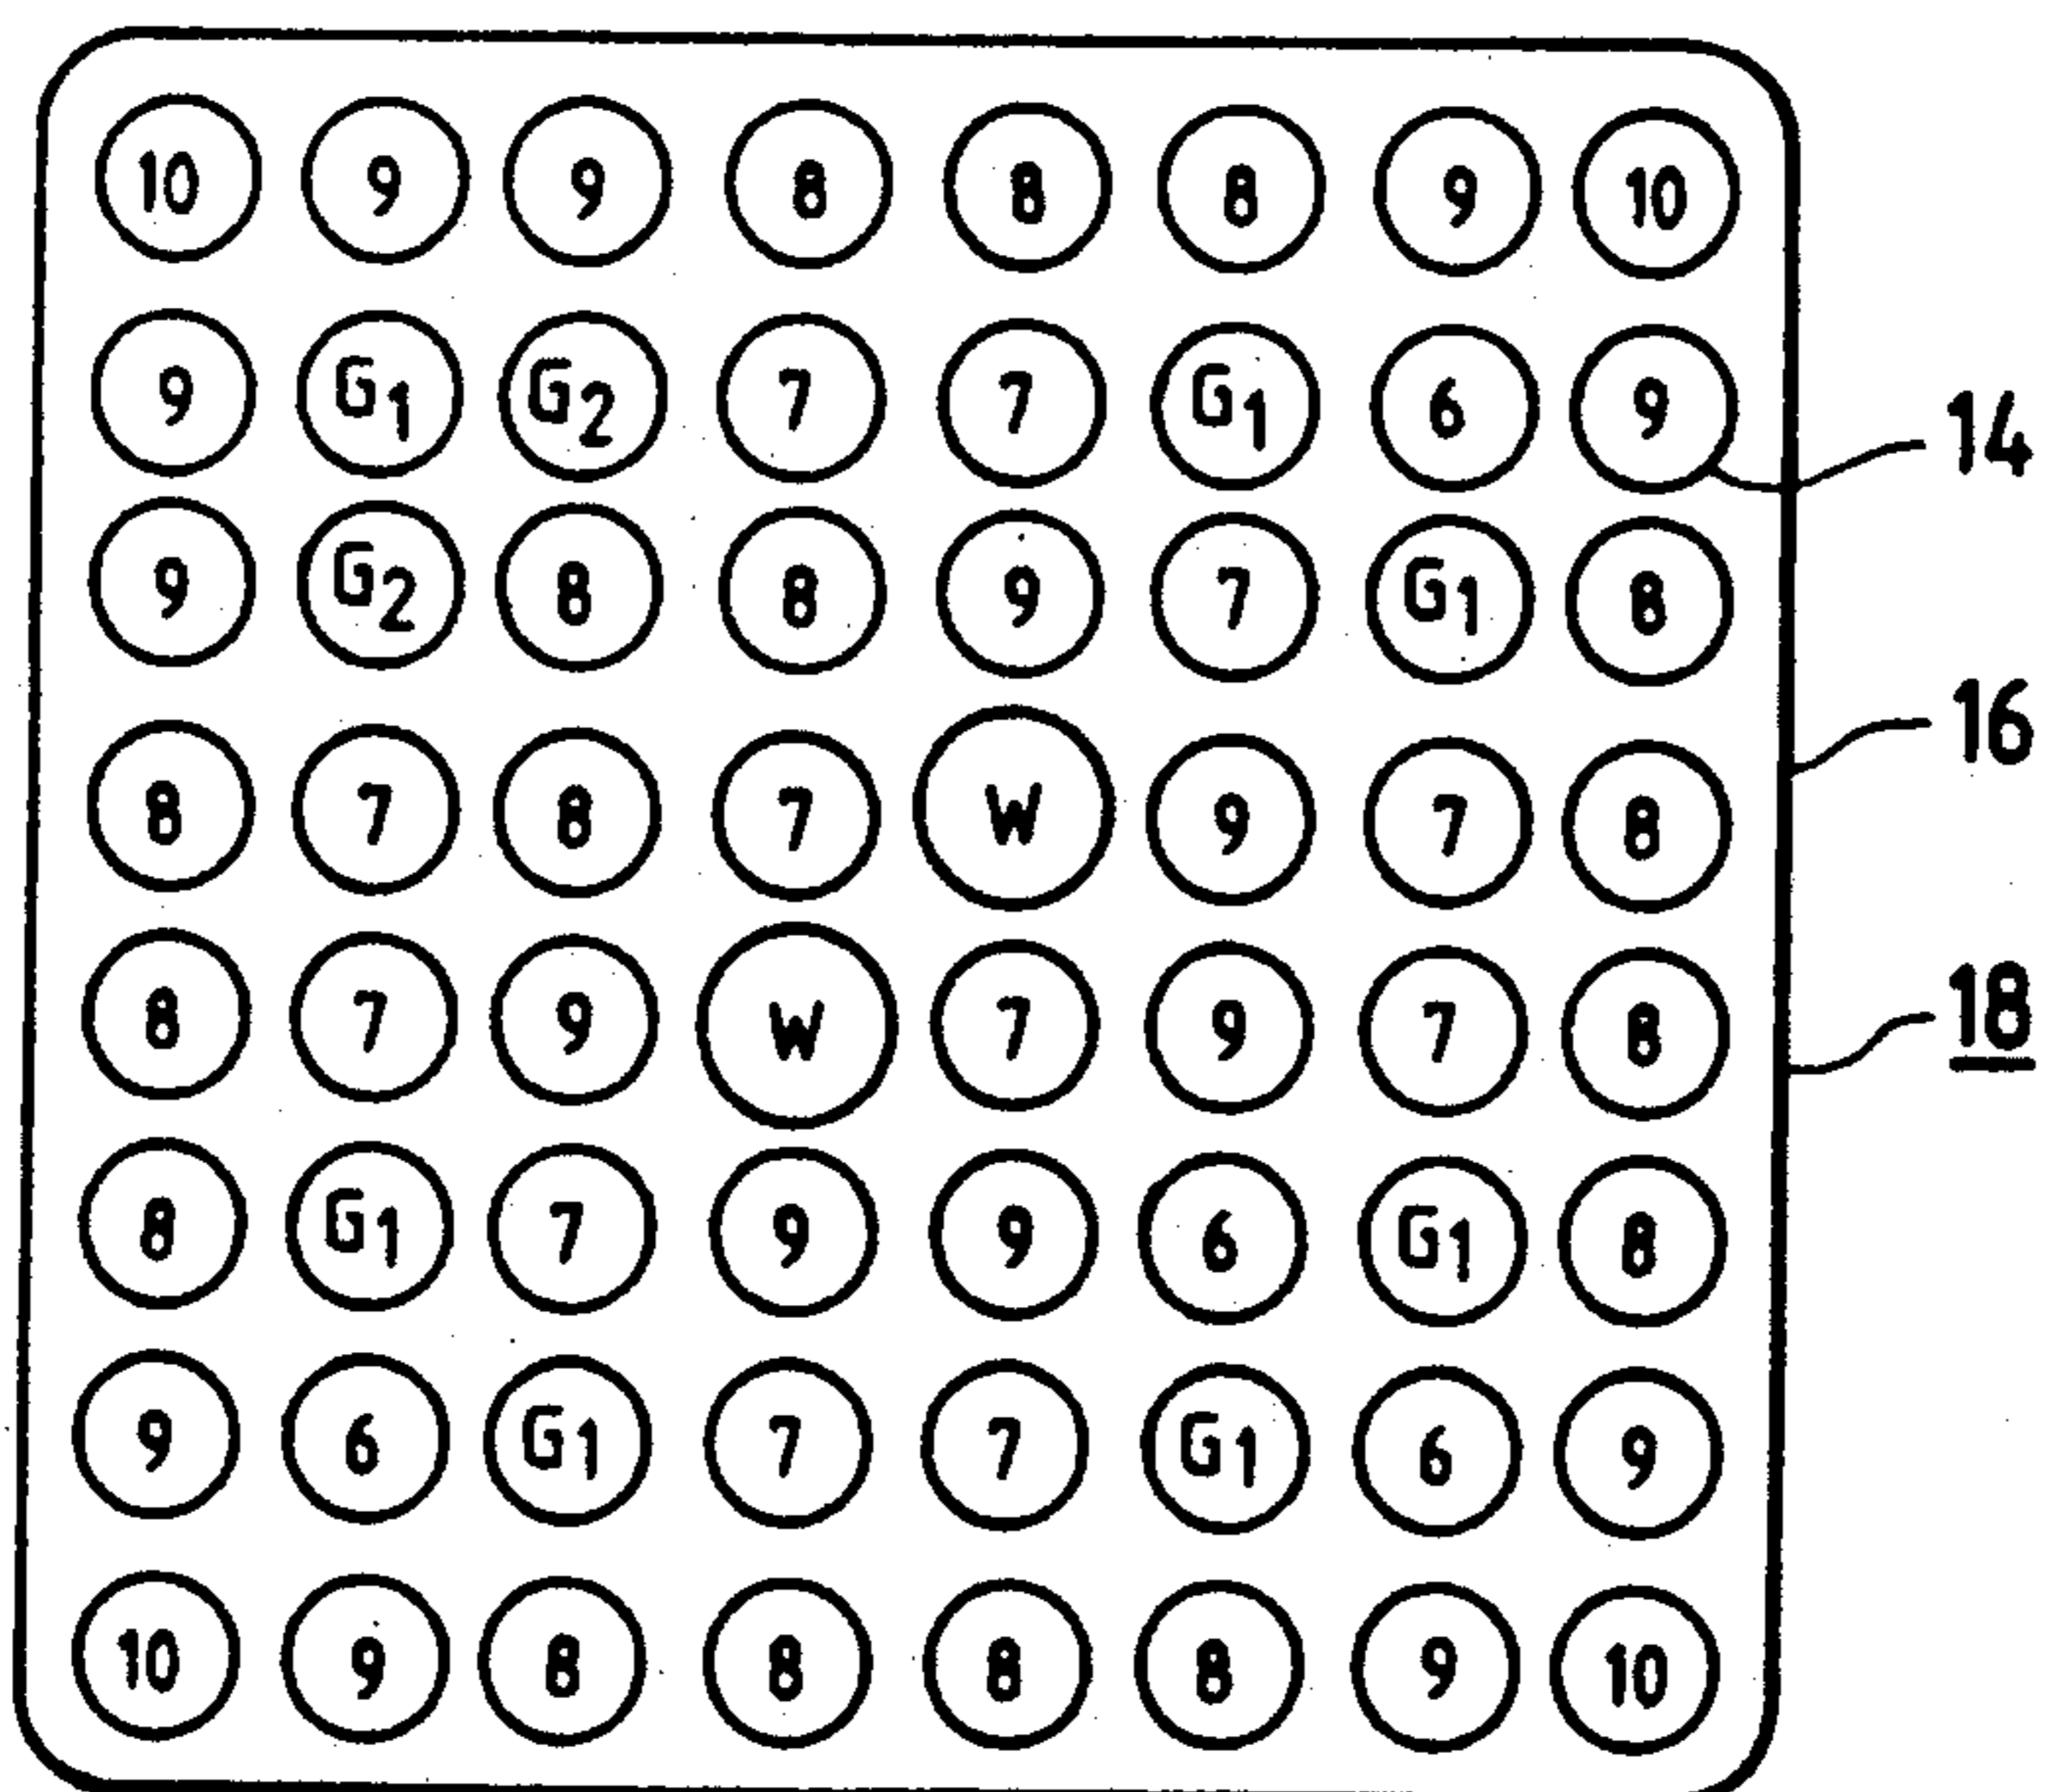 10 9 9 8 8 8 9 10
9 G1 G2 7 7 G1 6 9
14
9 G2 8 8 9 7 G1 8
8 7 8 7 W 9 7 8
16
8 7 9 W 7 9 7 8
18
8 G1 7 9 9 6 G1 8
9 6 G1 7 7 G1 6 9
10 9 8 8 8 8 9 10